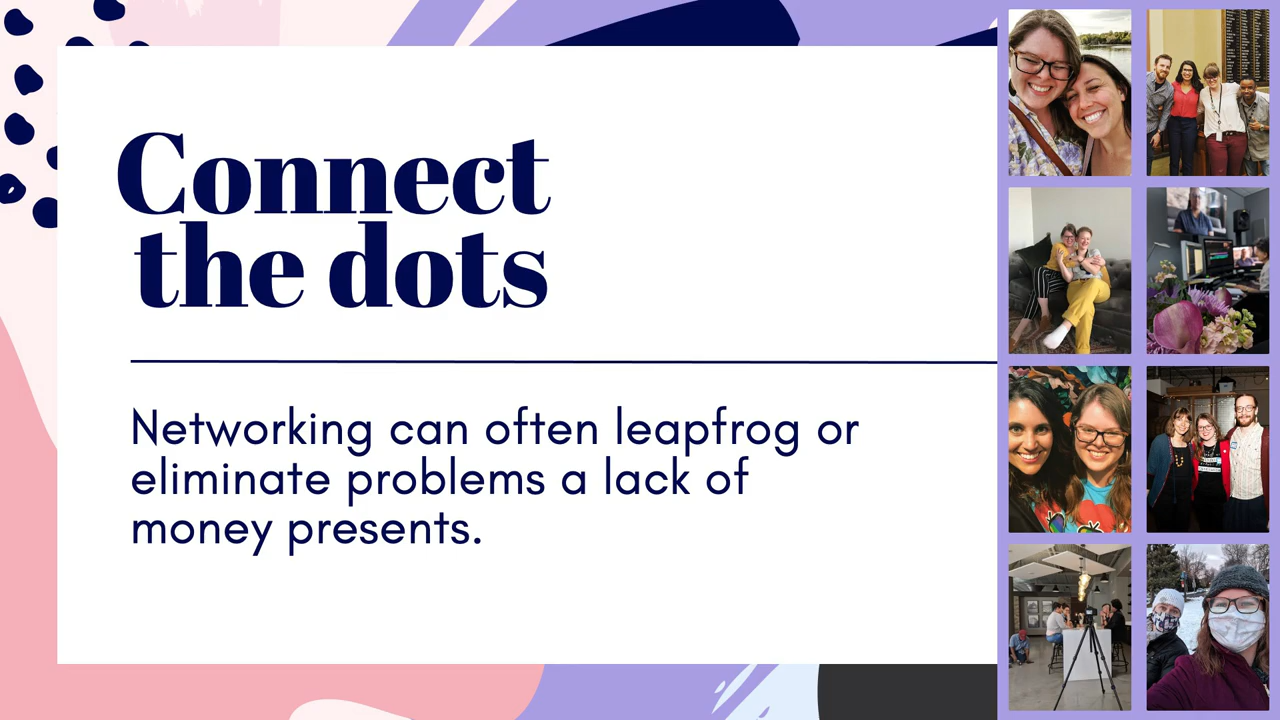 Connect
the dots
Networking can often leapfrog or
eliminate problems a lack of
money presents.